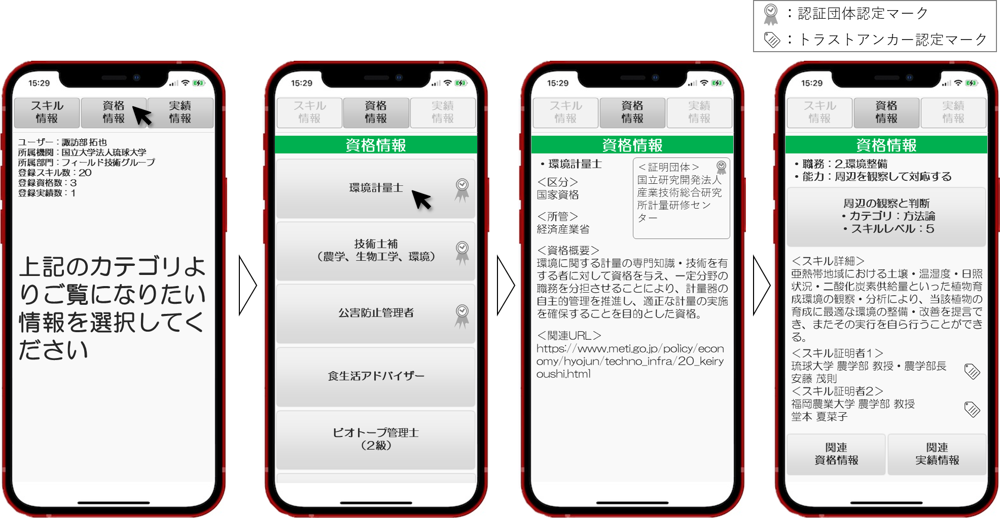 ：認証団体認定マーク
：トラストアンカー認定マーク
15:29
スキル
情報
資格
情報
実績
情報
ユーザー：諏訪部 拓也
所属機関：国立大学法人琉球大学
所属部門：フィールド技術グループ
登録スキル数：20
登録資格数：3
登録実績数：1
上記のカテゴリよ
りご覧になりたい
情報を選択してく
ださい
15:29
スキル
情報
資格
情報
実績
情報
資格情報
環境計量士
技術士補
（農学、生物工学、環境）
公害防止管理者
食生活アドバイザー
ビオトープ管理士
（2級）
15:29
スキル
情報
資格
情報
実績
情報
資格情報
・環境計量士
＜区分＞
国家資格
＜所管＞
経済産業省
＜証明団体＞
国立研究開発法人
産業技術総合研究
所計量研修セン
ター
＜資格概要＞
環境に関する計量の専門知識・技術を有
する者に対して資格を与え、一定分野の
職務を分担させることにより、計量器の
自主的管理を推進し、適正な計量の実施
を確保することを目的とした資格。
＜関連URL＞
https://www.meti.go.jp/policy/econ
omy/hyojun/techno_infra/20_keiry
oushi.html
15:29
スキル
情報
資格
情報
実績
情報
資格情報
・職務：2.環境整備
・能力：周辺を観察して対応する
周辺の観察と判断
・カテゴリ：方法論
・スキルレベル：5
＜スキル詳細＞
亜熱帯地域における土壌・温湿度・日照
状況・二酸化炭素供給量といった植物育
成環境の観察・分析により、当該植物の
育成に最適な環境の整備・改善を提言で
き、またその実行を自ら行うことができ
る。
＜スキル証明者1＞
琉球大学 農学部 教授・農学部長
安藤 茂則
＜スキル証明者2＞
福岡農業大学 農学部 教授
堂本 夏菜子
関連
資格情報
関連
実績情報